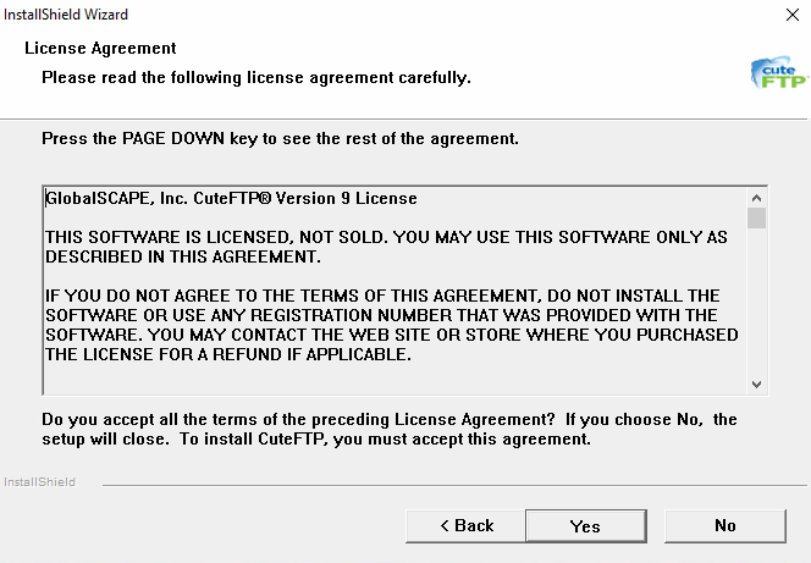 InstallShield Wizard
License Agreement
Please read the following license agreement carefully.
cute
FTP
Press the PAGE DOWN key to see the rest of the agreement.
GlobalSCAPE, Inc. CuteFTP® Version 9 License
THIS SOFTWARE IS LICENSED, NOT SOLD. YOU MAY USE THIS SOFTWARE ONLY AS
DESCRIBED IN THIS AGREEMENT.
IF YOU DO NOT AGREE TO THE TERMS OF THIS AGREEMENT, DO NOT INSTALL THE
SOFTWARE OR USE ANY REGISTRATION NUMBER THAT WAS PROVIDED WITH THE
SOFTWARE. YOU MAY CONTACT THE WEB SITE OR STORE WHERE YOU PURCHASED
THE LICENSE FOR A REFUND IF APPLICABLE.
Do you accept all the terms of the preceding License Agreement? If you choose No, the
setup will close. To install CuteFTP, you must accept this agreement.
InstallShield
< Back
Yes
No